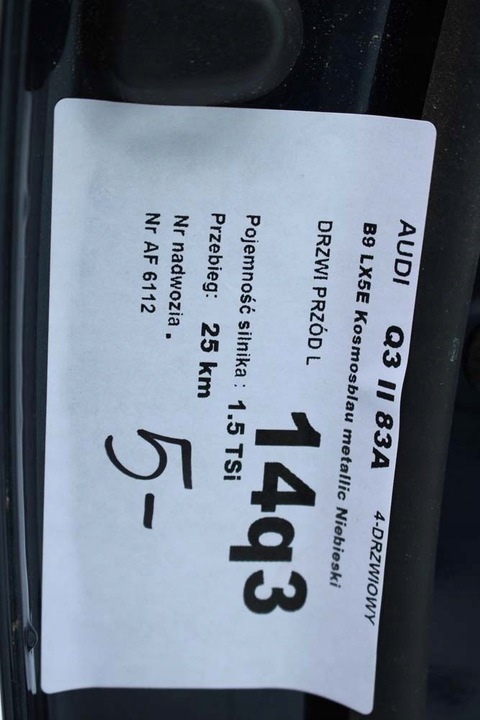 AUDI Q3 II 83A 4-DRZWIOWY
B9 LX5E Kosmosblau metallic Niebieski
DRZWI PRZÓD L
14q3
Pojemność silnika : 1.5 TSi
Przebieg: 25 km
Nr nadwozia .
Nr AF 6112
5-